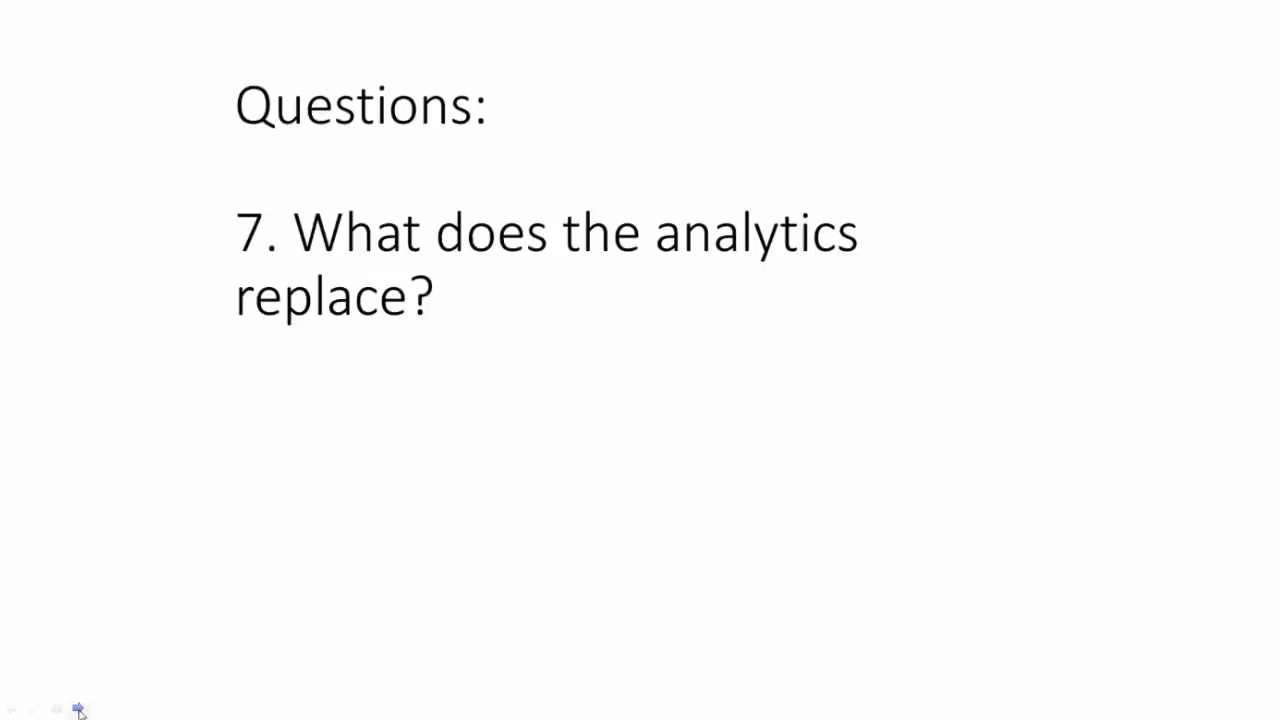 Questions:
7. What does the analytics
replace?